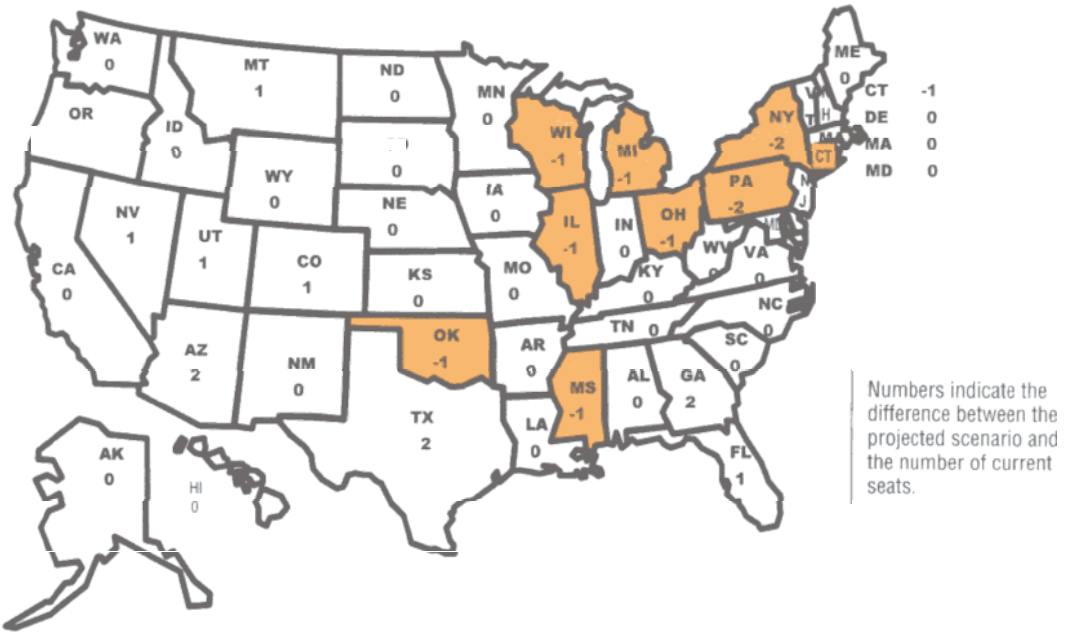 WA
0
MT
1
ND
0
MN
0
ME
0
OR
ID
0
0
WI
-1
MI
-1
NY
-2
CT -1
DE 0
MA 0
MD 0
V
T
H
MA
CT
WY
0
IA
0
PA
-2
N
J
NV
1
UT
1
CO
1
NE
0
KS
0
MO
0
IL
-1
IN
0
OH
-1
WV
0
VA
0
KY
0
CA
0
NC
0
TN 0
AZ
2
NM
0
OK
-1
AR
0
SC
0
MS
-1
AL
0
GA
2
TX
2
LA
0
FL
1
AK
0
HI
0
Numbers indicate the
difference between the
projected scenario and
the number of current
seats.